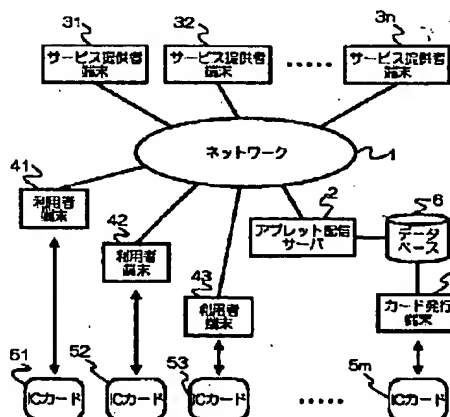 31
32
3n
サービス提供者
端末
サービス提供者
端末
.....
サービス提供者
端末
ネットワーク
1
41
利用者
端末
42
利用者
端末
43
利用者
端末
2
アプレット配信
サーバ
6
データ
ベース
カード発行
端末
51
ICカード
52
ICカード
53
ICカード
.....
5m
ICカード